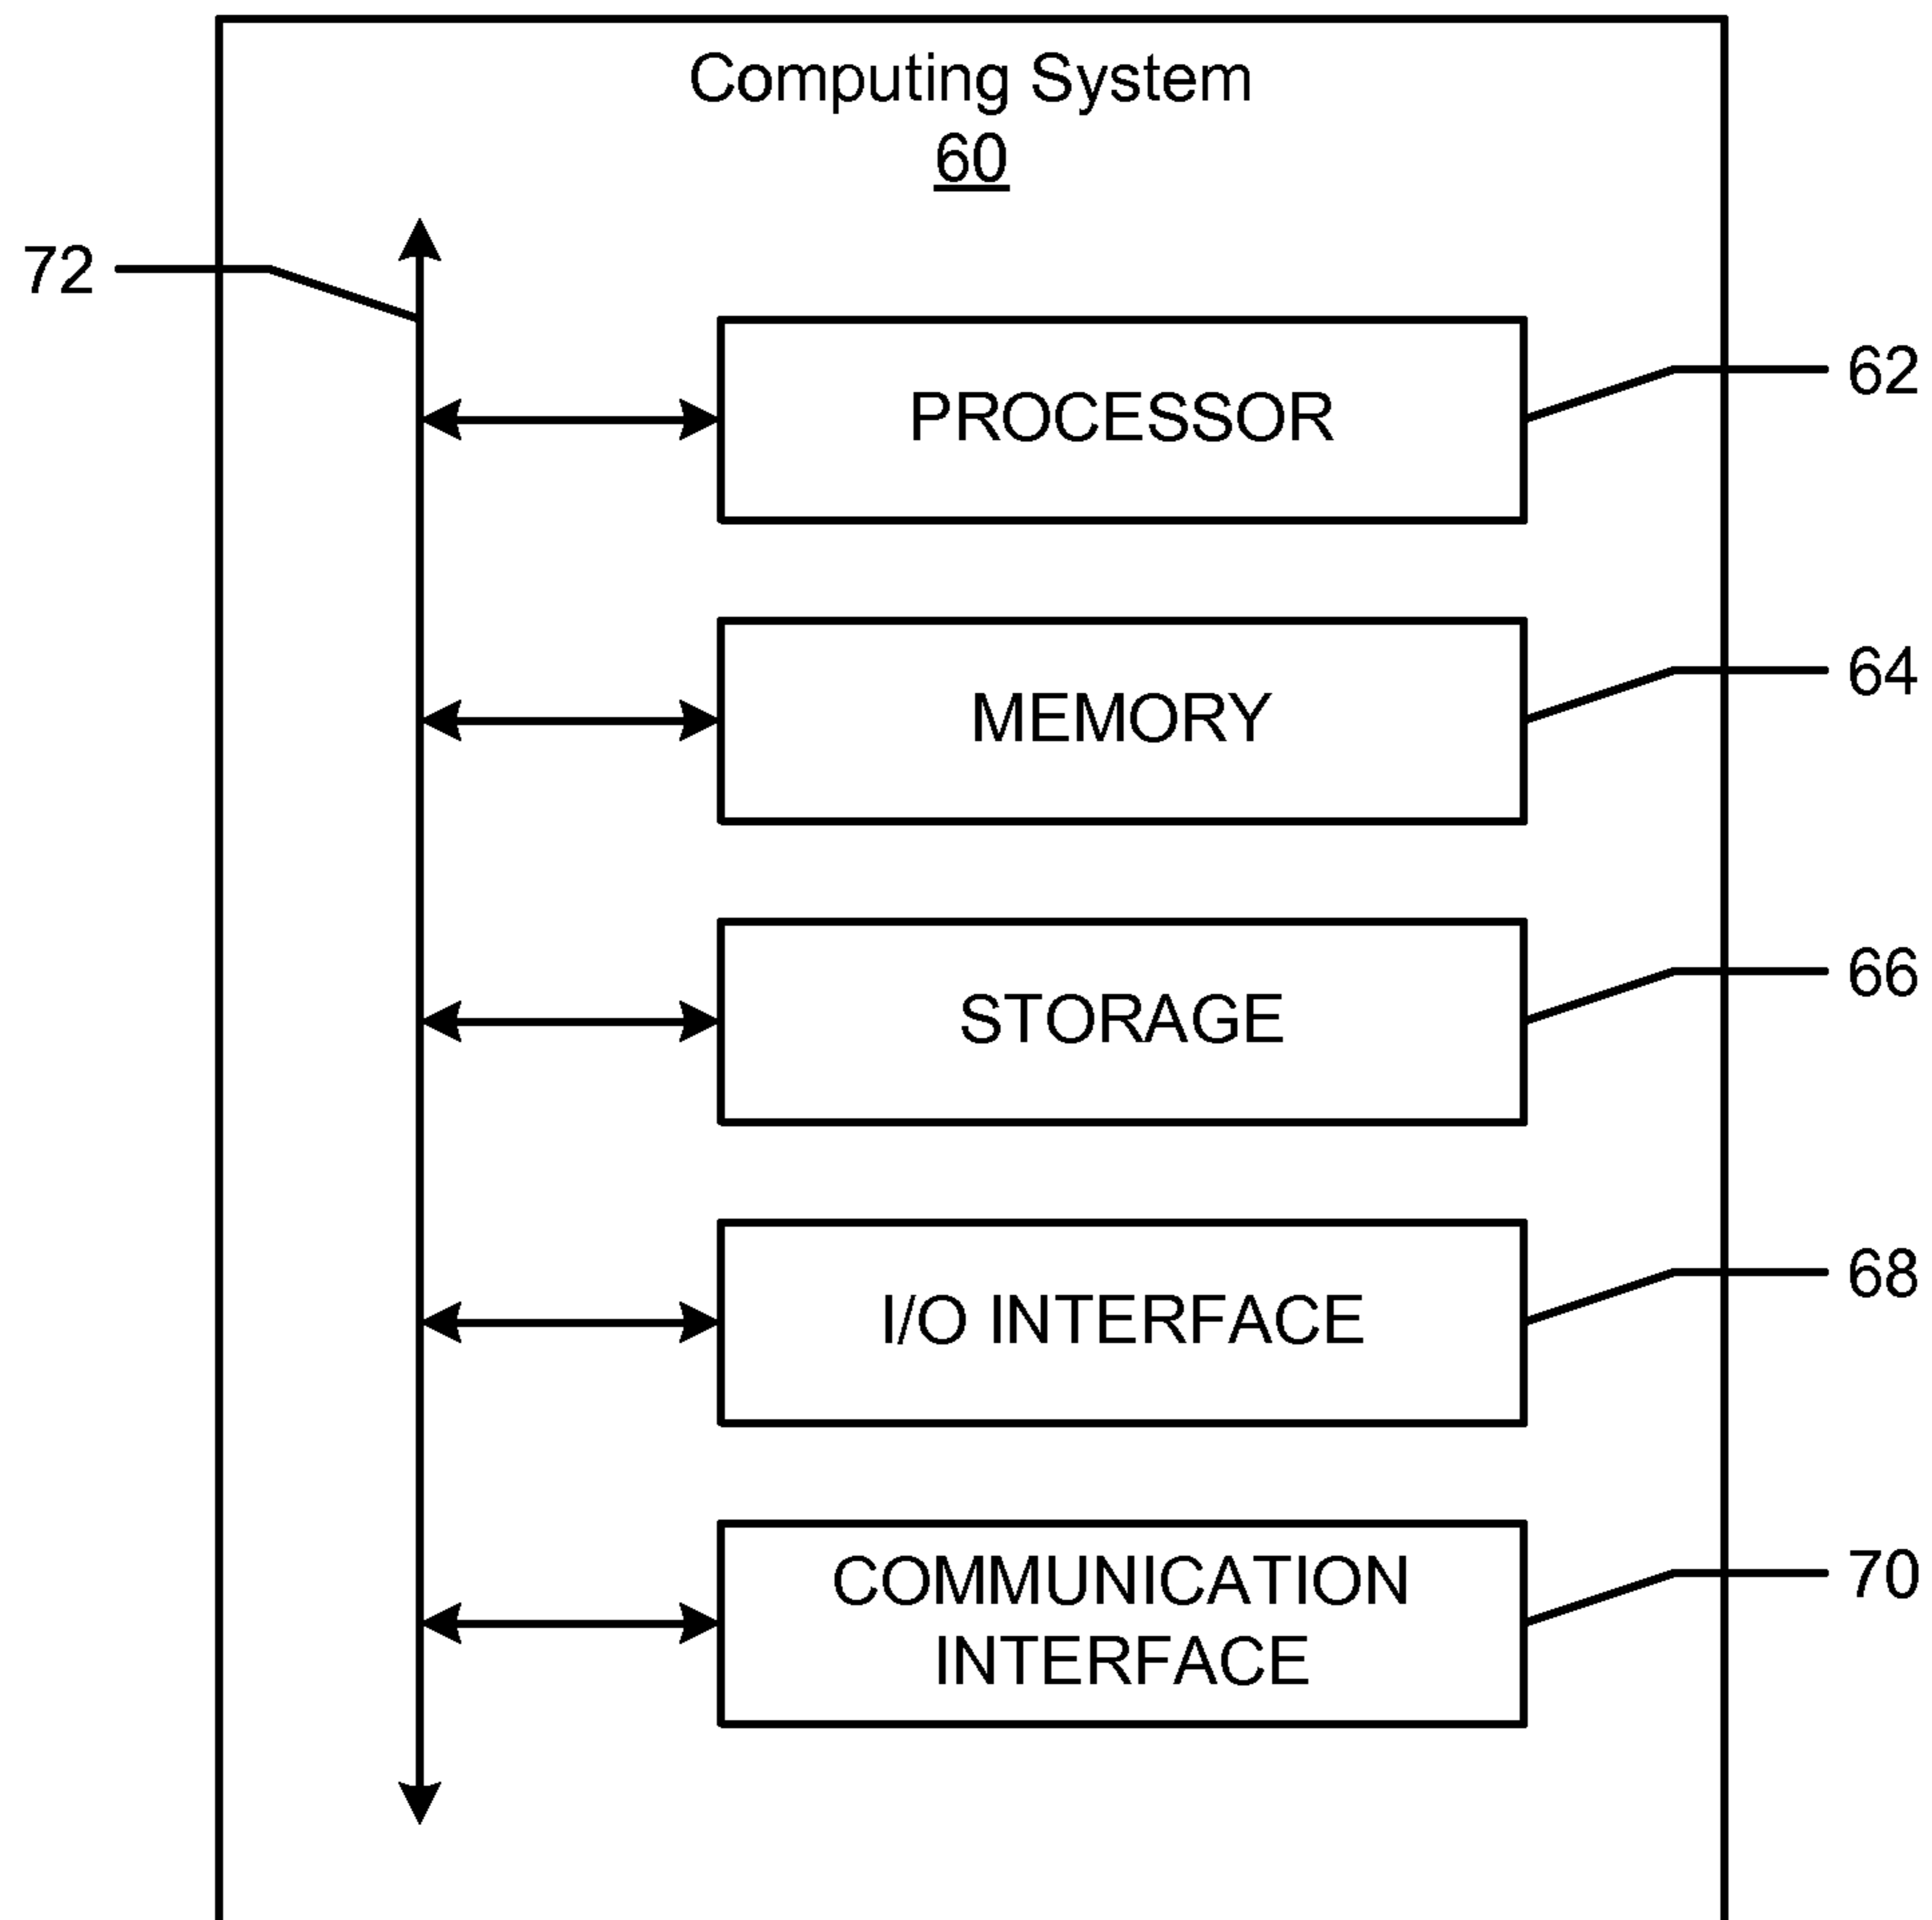 Computing System
60
72
PROCESSOR
62
MEMORY
64
STORAGE
66
I/O INTERFACE
68
COMMUNICATION
INTERFACE
70